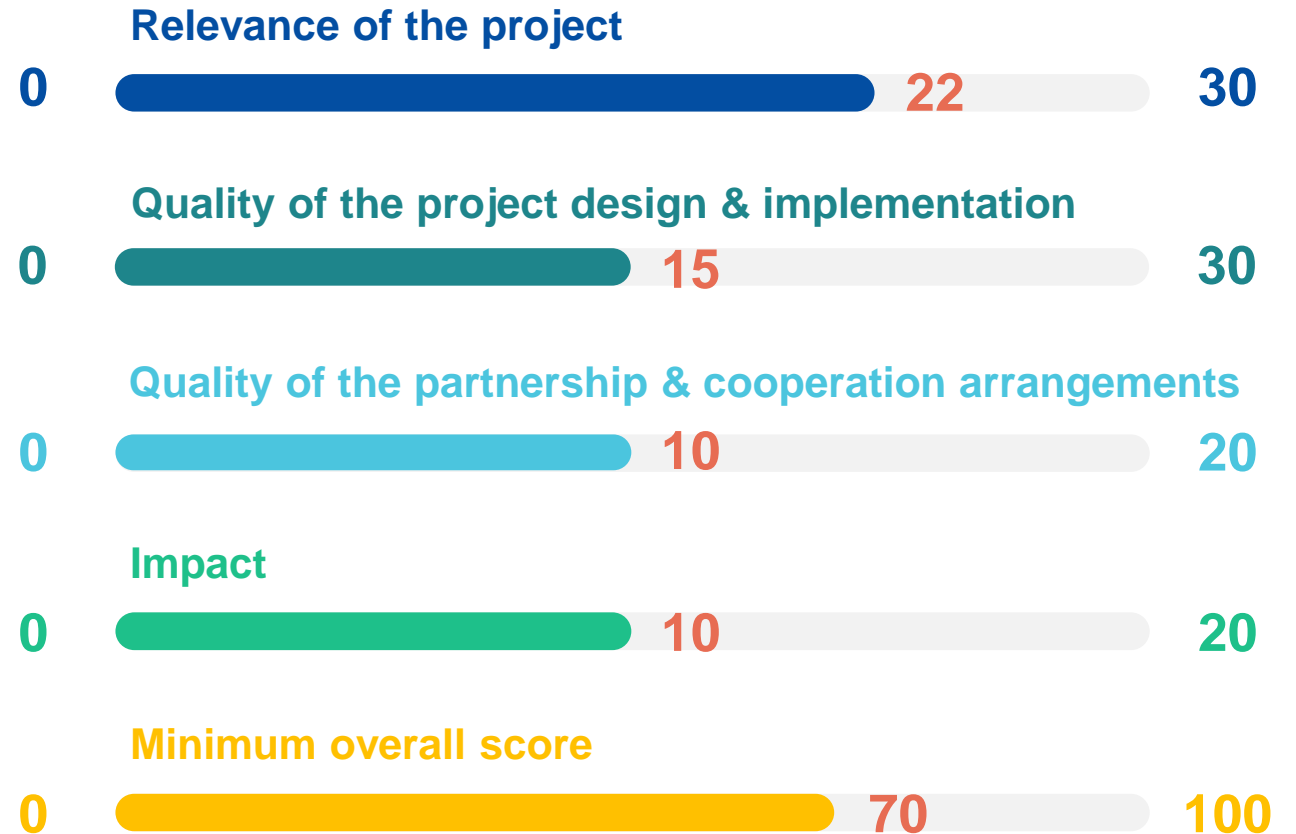 Relevance of the project
0 22 30
Quality of the project design & implementation
0 15 30
Quality of the partnership & cooperation arrangements
0 10 20
Impact
0 10 20
Minimum overall score
0 70 100